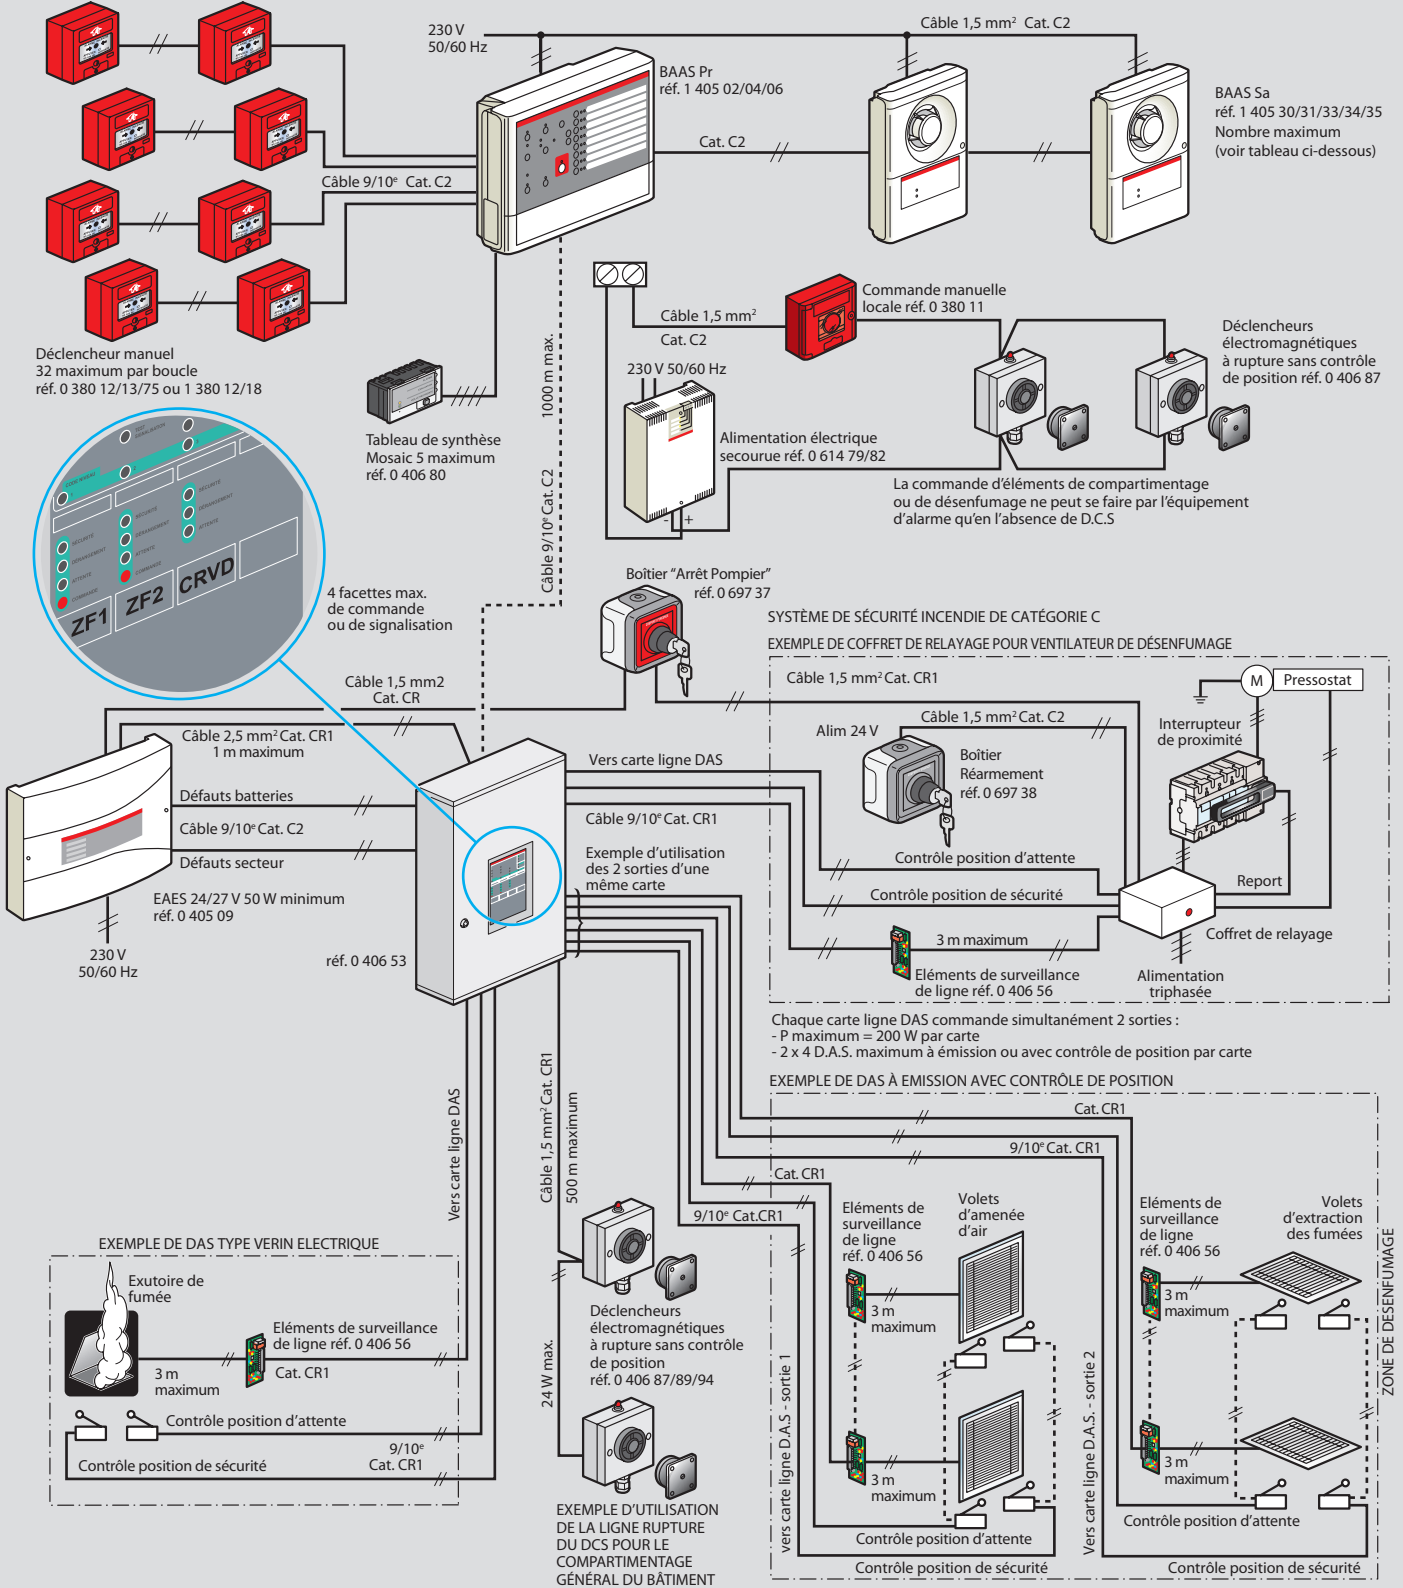 230 V
50/60 Hz
Câble 1,5 mm² Cat. C2
BAAS Pr
réf. 1 405 02/04/06
BAAS Sa
réf. 1 405 30/31/33/34/35
Nombre maximum
(voir tableau ci-dessous)
Cat. C2
Câble 9/10e Cat. C2
Déclencheur manuel
32 maximum par boucle
réf. 0 380 12/13/75 ou 1 380 12/18
Tableau de synthèse
Mosaic 5 maximum
réf. 0 406 80
1000 m max.
Câble 9/10e Cat. C2
Câble 1,5 mm²
Cat. C2
230 V 50/60 Hz
Commande manuelle
locale réf. 0 380 11
Déclencheurs
électromagnétiques
à rupture sans contrôle
de position réf. 0 406 87
Alimentation électrique
secourue réf. 0 614 79/82
- +
La commande d'éléments de compartimentage
ou de désenfumage ne peut se faire par l'équipement
d'alarme qu'en l'absence de D.C.S
TEST
SIGNALISATION
CODE NIVEAU
1
2
3
SÉCURITÉ
DÉRANGEMENT
ATTENTE
COMMANDE
SÉCURITÉ
DÉRANGEMENT
ATTENTE
COMMANDE
SÉCURITÉ
DÉRANGEMENT
ATTENTE
ZF1
ZF2
CRVD
4 facettes max.
de commande
ou de signalisation
Boîtier "Arrêt Pompier"
réf. 0 697 37
SYSTÈME DE SÉCURITÉ INCENDIE DE CATÉGORIE C
EXEMPLE DE COFFRET DE RELAYAGE POUR VENTILATEUR DE DÉSENFUMAGE
Câble 1,5 mm² Cat. CR1
M
Pressostat
Câble 1,5 mm² Cat. C2
Alim 24 V
Boîtier
Réarmement
réf. 0 697 38
Interrupteur
de proximité
Contrôle position d'attente
Contrôle position de sécurité
Report
3 m maximum
Coffret de relayage
Eléments de surveillance
de ligne réf. 0 406 56
Alimentation
triphasée
Câble 1,5 mm2
Cat. CR
Câble 2,5 mm² Cat. CR1
1 m maximum
Défauts batteries
Câble 9/10e Cat. C2
Défauts secteur
EAES 24/27 V 50 W minimum
réf. 0 405 09
230 V
50/60 Hz
réf. 0 406 53
Vers carte ligne DAS
Câble 9/10e Cat. CR1
Exemple d'utilisation
des 2 sorties d'une
même carte
Chaque carte ligne DAS commande simultanément 2 sorties :
- P maximum = 200 W par carte
- 2 x 4 D.A.S. maximum à émission ou avec contrôle de position par carte
EXEMPLE DE DAS À EMISSION AVEC CONTRÔLE DE POSITION
Cat. CR1
9/10e Cat. CR1
Cat. CR1
9/10e Cat.CR1
Eléments de
surveillance
de ligne
réf. 0 406 56
Volets
d'amenée
d'air
3 m
maximum
3 m
maximum
vers carte ligne D.A.S - sortie 1
Contrôle position d'attente
Contrôle position de sécurité
Eléments de
surveillance
de ligne
réf. 0 406 56
Volets
d'extraction
des fumées
3 m
maximum
3 m
maximum
Vers carte ligne D.A.S. - sortie 2
Contrôle position d'attente
Contrôle position de sécurité
ZONE DE DESENFUMAGE
Vers carte ligne DAS
Câble 1,5 mm² Cat. CR1
500 m maximum
24 W max.
Déclencheurs
électromagnétiques
à rupture sans contrôle
de position
réf. 0 406 87/89/94
EXEMPLE D'UTILISATION
DE LA LIGNE RUPTURE
DU DCS POUR LE
COMPARTIMENTAGE
GÉNÉRAL DU BÂTIMENT
EXEMPLE DE DAS TYPE VERIN ELECTRIQUE
Exutoire de
fumée
Eléments de surveillance
de ligne réf. 0 406 56
3 m
maximum
Cat. CR1
Contrôle position d'attente
9/10e
Cat. CR1
Contrôle position de sécurité